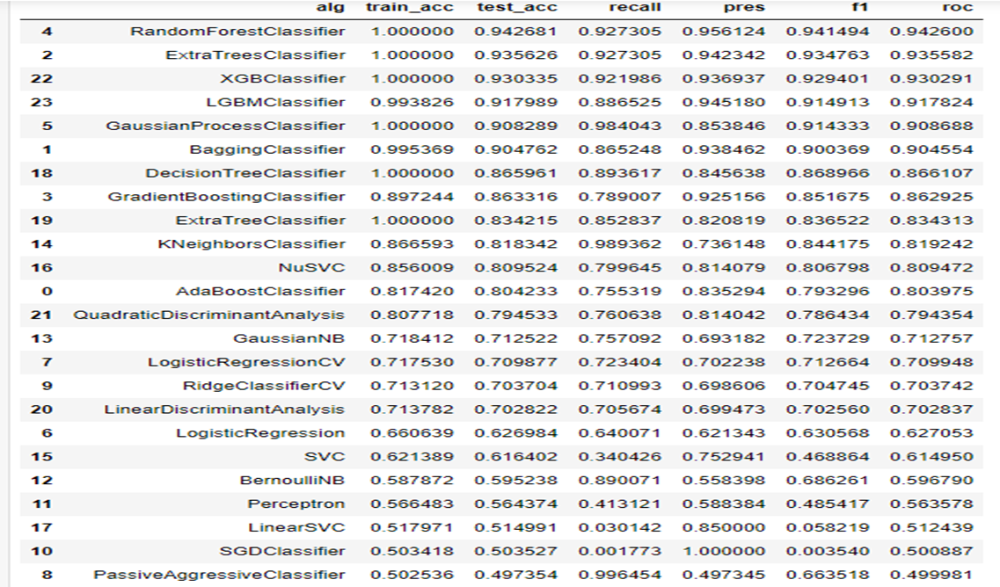 alg train_acc test_acc recall pres f1 roc
4 RandomForestClassifier 1.000000 0.942681 0.927305 0.956124 0.941494 0.942600
2 ExtraTreesClassifier 1.000000 0.935626 0.927305 0.942342 0.934763 0.935582
22 XGBClassifier 1.000000 0.930335 0.921986 0.936937 0.929401 0.930291
23 LGBMClassifier 0.993826 0.917989 0.886525 0.945180 0.914913 0.917824
5 GaussianProcessClassifier 1.000000 0.908289 0.984043 0.853846 0.914333 0.908688
1 BaggingClassifier 0.995369 0.904762 0.865248 0.938462 0.900369 0.904554
18 DecisionTreeClassifier 1.000000 0.865961 0.893617 0.845638 0.868966 0.866107
3 GradientBoostingClassifier 0.897244 0.863316 0.789007 0.925156 0.851675 0.862925
19 ExtraTreeClassifier 1.000000 0.834215 0.852837 0.820819 0.836522 0.834313
14 KNeighborsClassifier 0.866593 0.818342 0.989362 0.736148 0.844175 0.819242
16 NuSVC 0.856009 0.809524 0.799645 0.814079 0.806798 0.809472
0 AdaBoostClassifier 0.817420 0.804233 0.755319 0.835294 0.793296 0.803975
21 QuadraticDiscriminantAnalysis 0.807718 0.794533 0.760638 0.814042 0.786434 0.794354
13 GaussianNB 0.718412 0.712522 0.757092 0.693182 0.723729 0.712757
7 LogisticRegressionCV 0.717530 0.709877 0.723404 0.702238 0.712664 0.709948
9 RidgeClassifierCV 0.713120 0.703704 0.710993 0.698606 0.704745 0.703742
20 LinearDiscriminantAnalysis 0.713782 0.702822 0.705674 0.699473 0.702560 0.702837
6 LogisticRegression 0.660639 0.626984 0.640071 0.621343 0.630568 0.627053
15 SVC 0.621389 0.616402 0.340426 0.752941 0.468864 0.614950
12 BernoulliNB 0.587872 0.595238 0.890071 0.558398 0.686261 0.596790
11 Perceptron 0.566483 0.564374 0.413121 0.588384 0.485417 0.563578
17 LinearSVC 0.517971 0.514991 0.030142 0.850000 0.058219 0.512439
10 SGDClassifier 0.503418 0.503527 0.001773 1.000000 0.003540 0.500887
8 PassiveAggressiveClassifier 0.502536 0.497354 0.996454 0.497345 0.663518 0.499981